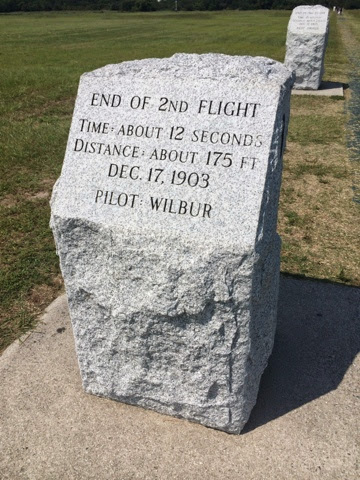 END OF 2ND FLIGHT
TIME: ABOUT 12 SECONDS
DISTANCE: ABOUT 175 FT
DEC. 17, 1903
PILOT: WILBUR